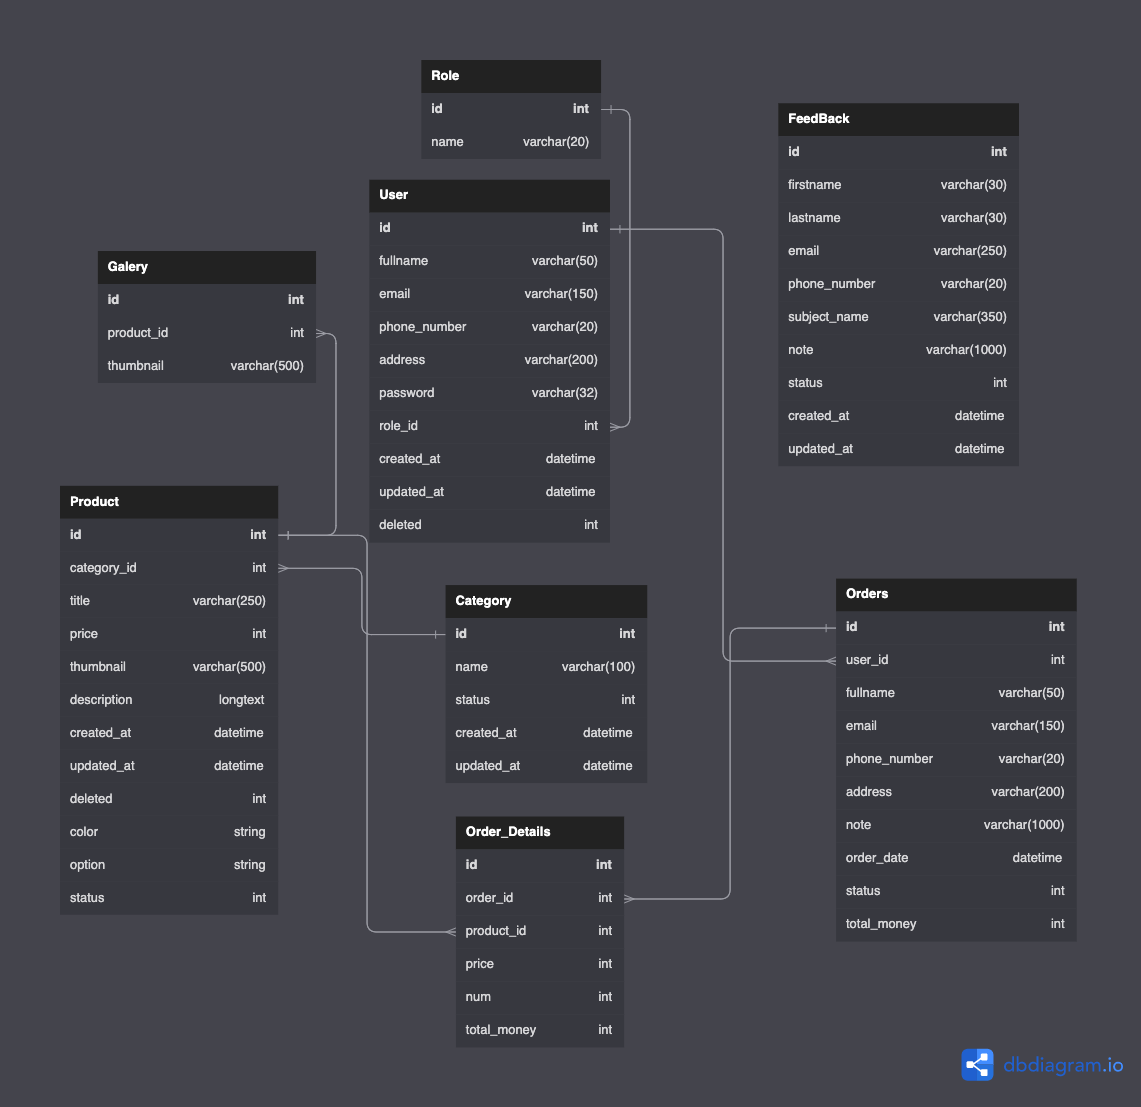 Role
id int
name varchar(20)
FeedBack
id int
firstname varchar(30)
lastname varchar(30)
email varchar(250)
phone_number varchar(20)
subject_name varchar(350)
note varchar(1000)
status int
created_at datetime
updated_at datetime
User
id int
fullname varchar(50)
email varchar(150)
phone_number varchar(20)
address varchar(200)
password varchar(32)
role_id int
created_at datetime
updated_at datetime
deleted int
Galery
id int
product_id int
thumbnail varchar(500)
Product
id int
category_id int
title varchar(250)
price int
thumbnail varchar(500)
description longtext
created_at datetime
updated_at datetime
deleted int
color string
option string
status int
Category
id int
name varchar(100)
status int
created_at datetime
updated_at datetime
Orders
id int
user_id int
fullname varchar(50)
email varchar(150)
phone_number varchar(20)
address varchar(200)
note varchar(1000)
order_date datetime
status int
total_money int
Order_Details
id int
order_id int
product_id int
price int
num int
total_money int
dbdiagram.io